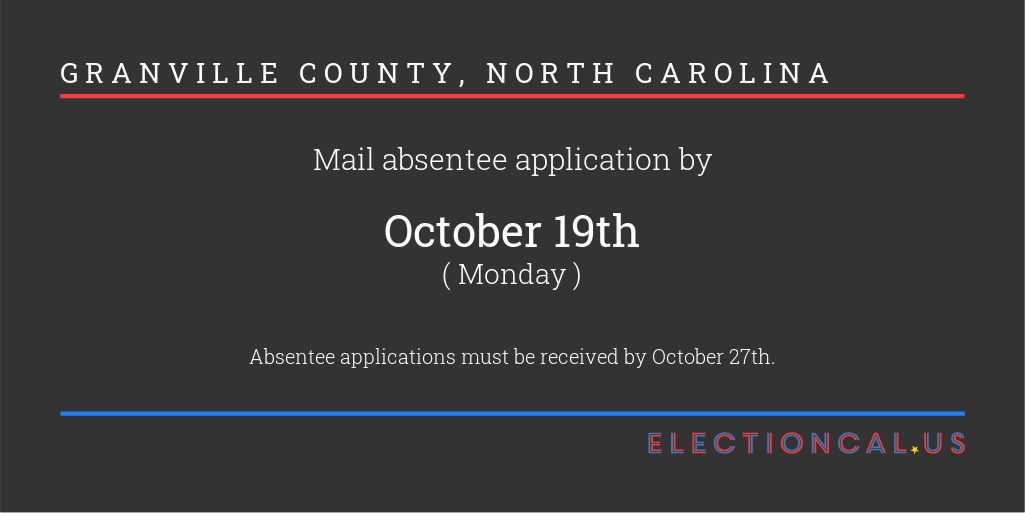 GRANVILLE COUNTY, NORTH CAROLINA
Mail absentee application by
October 19th
( Monday )
Absentee applications must be received by October 27th.
ELECTIONCAL.US